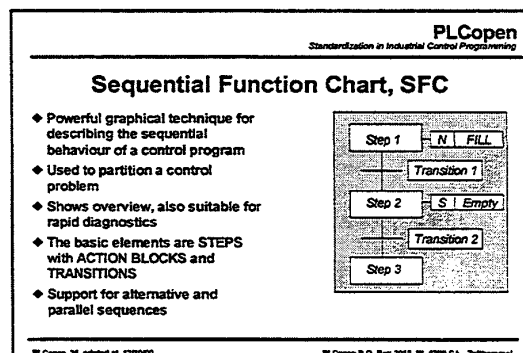 PLCopen
Standardization in Industrial Control Programming
Sequential Function Chart, SFC
◆ Powerful graphical technique for
describing the sequential
behaviour of a control program
◆ Used to partition a control
problem
◆ Shows overview, also suitable for
rapid diagnostics
◆ The basic elements are STEPS
with ACTION BLOCKS and
TRANSITIONS
◆ Support for alternative and
parallel sequences
Step 1 N FILL
Transition 1
Step 2 S Empty
Transition 2
Step 3